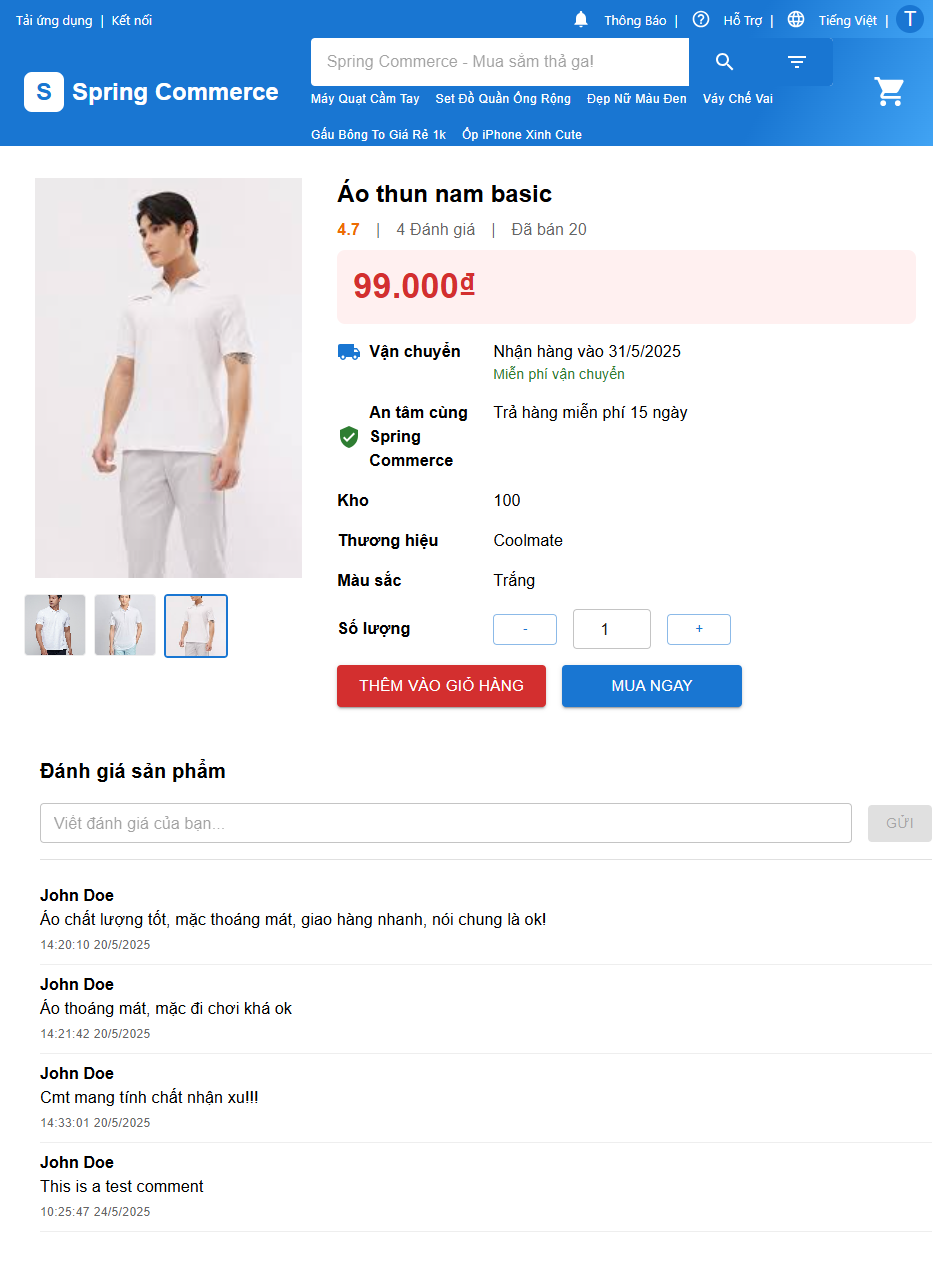 Tải ứng dụng | Kết nối
Thông Báo | Hỗ Trợ | Tiếng Việt | T
S Spring Commerce
Spring Commerce - Mua sắm thả ga!
Máy Quạt Cầm Tay Set Đồ Quần Ống Rộng Đẹp Nữ Màu Đen Váy Chế Vai
Gấu Bông To Giá Rẻ 1k Ốp iPhone Xinh Cute
Áo thun nam basic
4.7 | 4 Đánh giá | Đã bán 20
99.000₫
Vận chuyển Nhận hàng vào 31/5/2025
Miễn phí vận chuyển
An tâm cùng Trả hàng miễn phí 15 ngày
Spring
Commerce
Kho 100
Thương hiệu Coolmate
Màu sắc Trắng
Số lượng - 1 +
THÊM VÀO GIỎ HÀNG MUA NGAY
Đánh giá sản phẩm
Viết đánh giá của bạn... GỬI
John Doe
Áo chất lượng tốt, mặc thoáng mát, giao hàng nhanh, nói chung là ok!
14:20:10 20/5/2025
John Doe
Áo thoáng mát, mặc đi chơi khá ok
14:21:42 20/5/2025
John Doe
Cmt mang tính chất nhận xu!!!
14:33:01 20/5/2025
John Doe
This is a test comment
10:25:47 24/5/2025